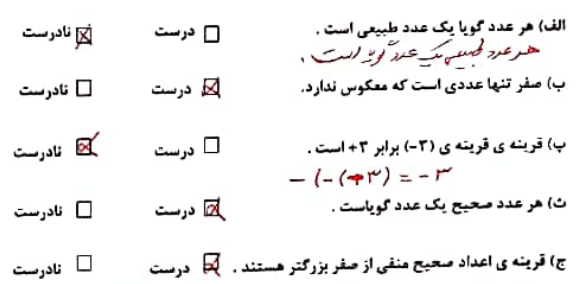 الف) هر عدد گویا یک عدد طبیعی است . درست نادرست
هر عدد طبیعی یک عدد گویا است .
ب) صفر تنها عددی است که معکوس ندارد. درست نادرست
پ) قرینه ی قرینه ی (۳-) برابر ۳+ است . درست نادرست
− (−(+۳) = −۳
ث) هر عدد صحیح یک عدد گویاست . درست نادرست
ج) قرینه ی اعداد صحیح منفی از صفر بزرگتر هستند . درست نادرست